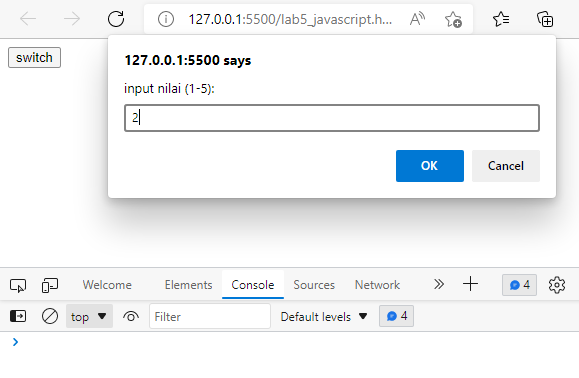 127.0.0.1:5500/lab5_javascript.h...
switch
127.0.0.1:5500 says
input nilai (1-5):
2
OK Cancel
Welcome Elements Console Sources Network 4
top Filter Default levels 4